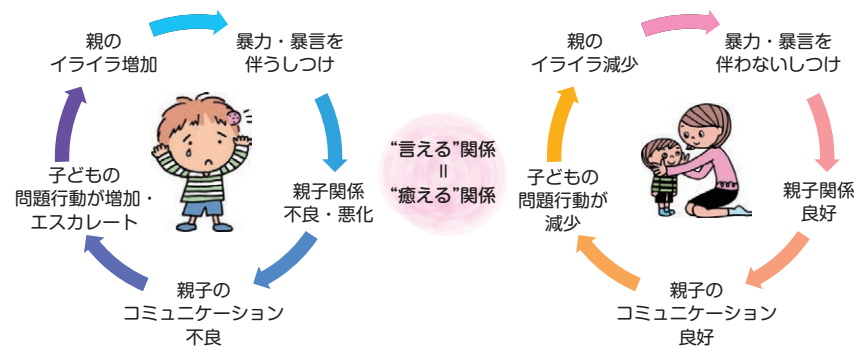 親の
イライラ増加
暴力・暴言を
伴うしつけ
親子関係
不良・悪化
親子の
コミュニケーション
不良
子どもの
問題行動が増加・
エスカレート
“言える”関係
＝
“癒える”関係
親の
イライラ減少
暴力・暴言を
伴わないしつけ
親子関係
良好
親子の
コミュニケーション
良好
子どもの
問題行動が
減少